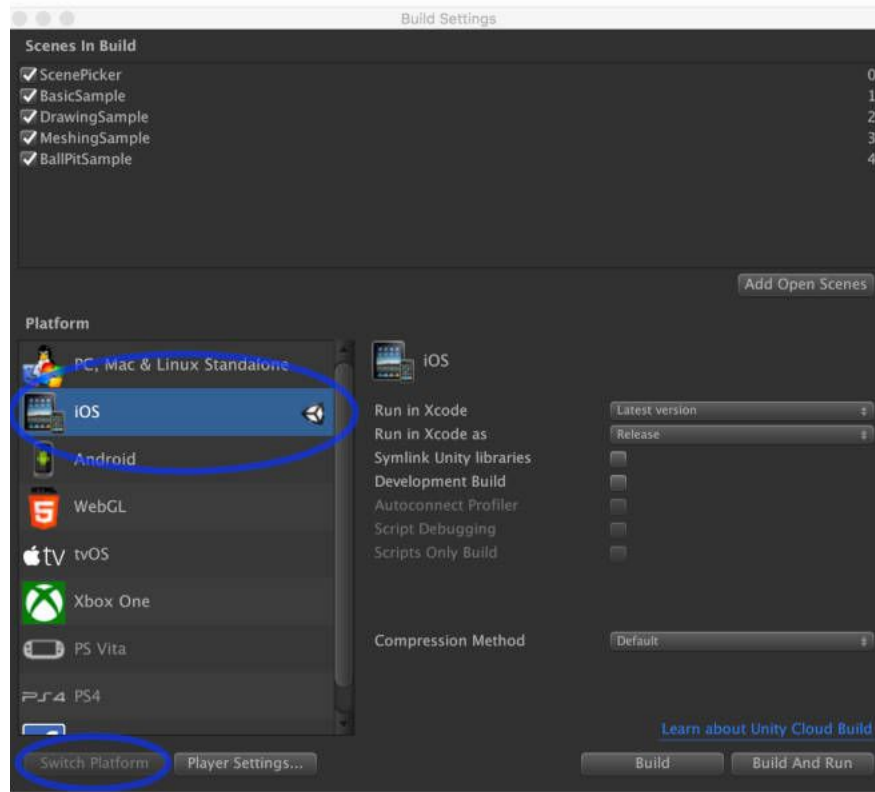 Build Settings
Scenes In Build
ScenePicker 0
BasicSample 1
DrawingSample 2
MeshingSample 3
BallPitSample 4
Add Open Scenes
Platform
PC, Mac & Linux Standalone
iOS
Android
WebGL
tv tvOS
Xbox One
PS Vita
PS4 PS4
iOS
Run in Xcode Latest version
Run in Xcode as Release
Symlink Unity libraries
Development Build
Autoconnect Profiler
Script Debugging
Scripts Only Build
Compression Method Default
Learn about Unity Cloud Build
Switch Platform Player Settings... Build Build And Run